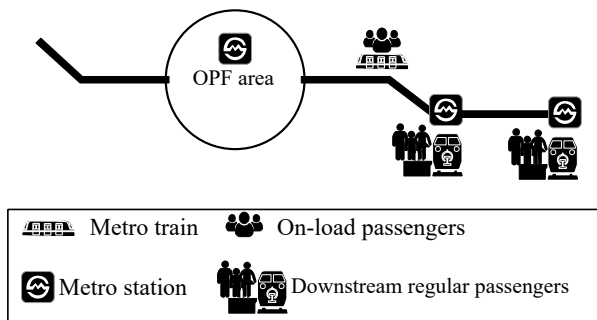 OPF area
Metro train
On-load passengers
Metro station
Downstream regular passengers